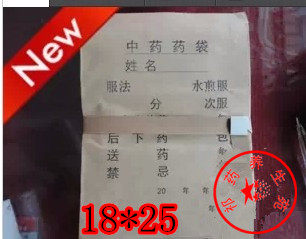 New
中药药袋
姓名
服法 水煎服
分 次服
后下药 包
送 药
禁 忌
20 年
18*25